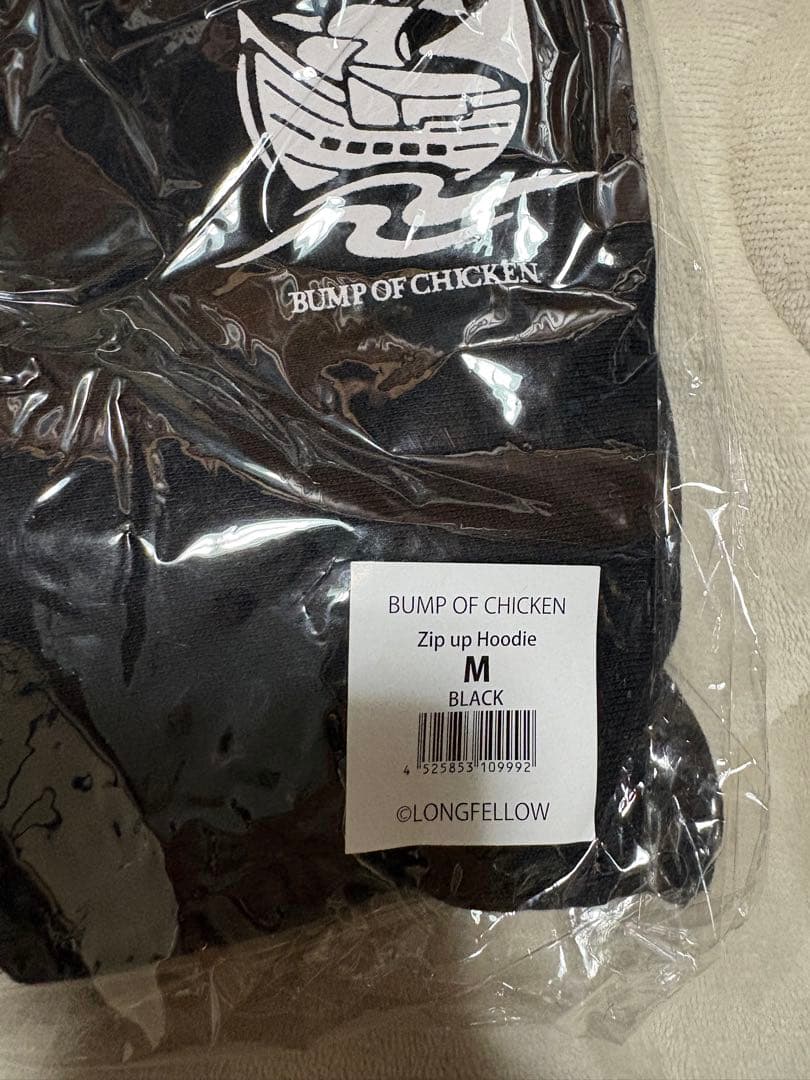 BUMP OF CHICKEN
BUMP OF CHICKEN
Zip up Hoodie
M
BLACK
4 525853 109992
©LONGFELLOW